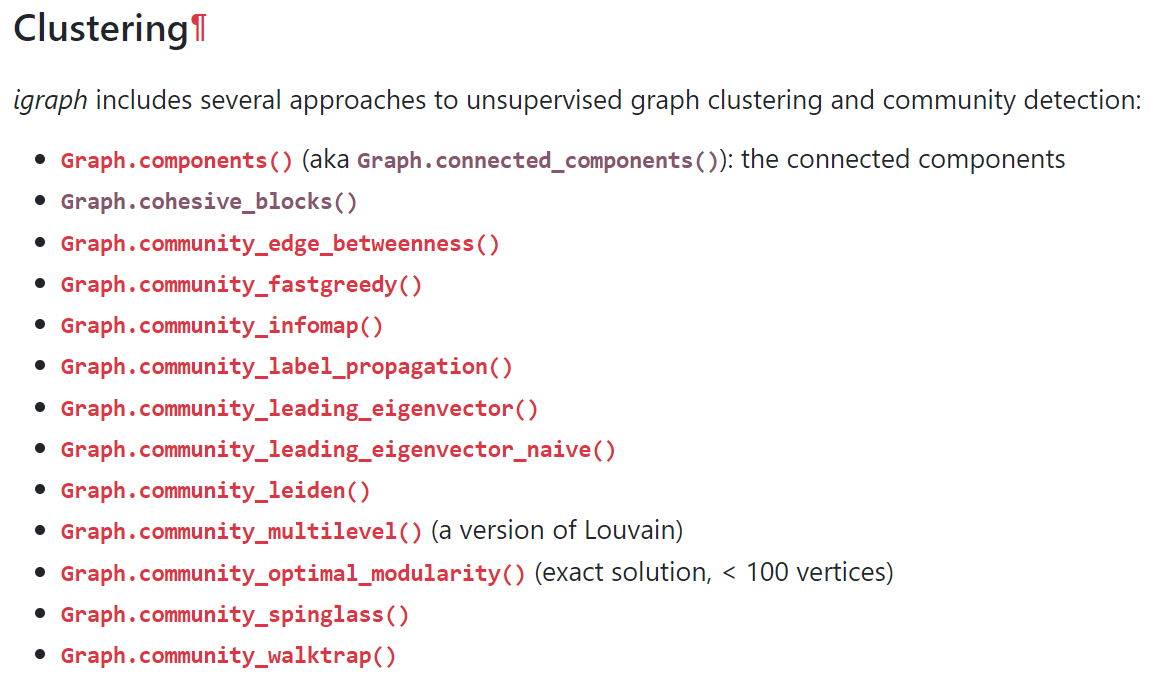 Clustering¶
igraph includes several approaches to unsupervised graph clustering and community detection:
• Graph.components() (aka Graph.connected_components()): the connected components
• Graph.cohesive_blocks()
• Graph.community_edge_betweenness()
• Graph.community_fastgreedy()
• Graph.community_infomap()
• Graph.community_label_propagation()
• Graph.community_leading_eigenvector()
• Graph.community_leading_eigenvector_naive()
• Graph.community_leiden()
• Graph.community_multilevel() (a version of Louvain)
• Graph.community_optimal_modularity() (exact solution, < 100 vertices)
• Graph.community_spinglass()
• Graph.community_walktrap()